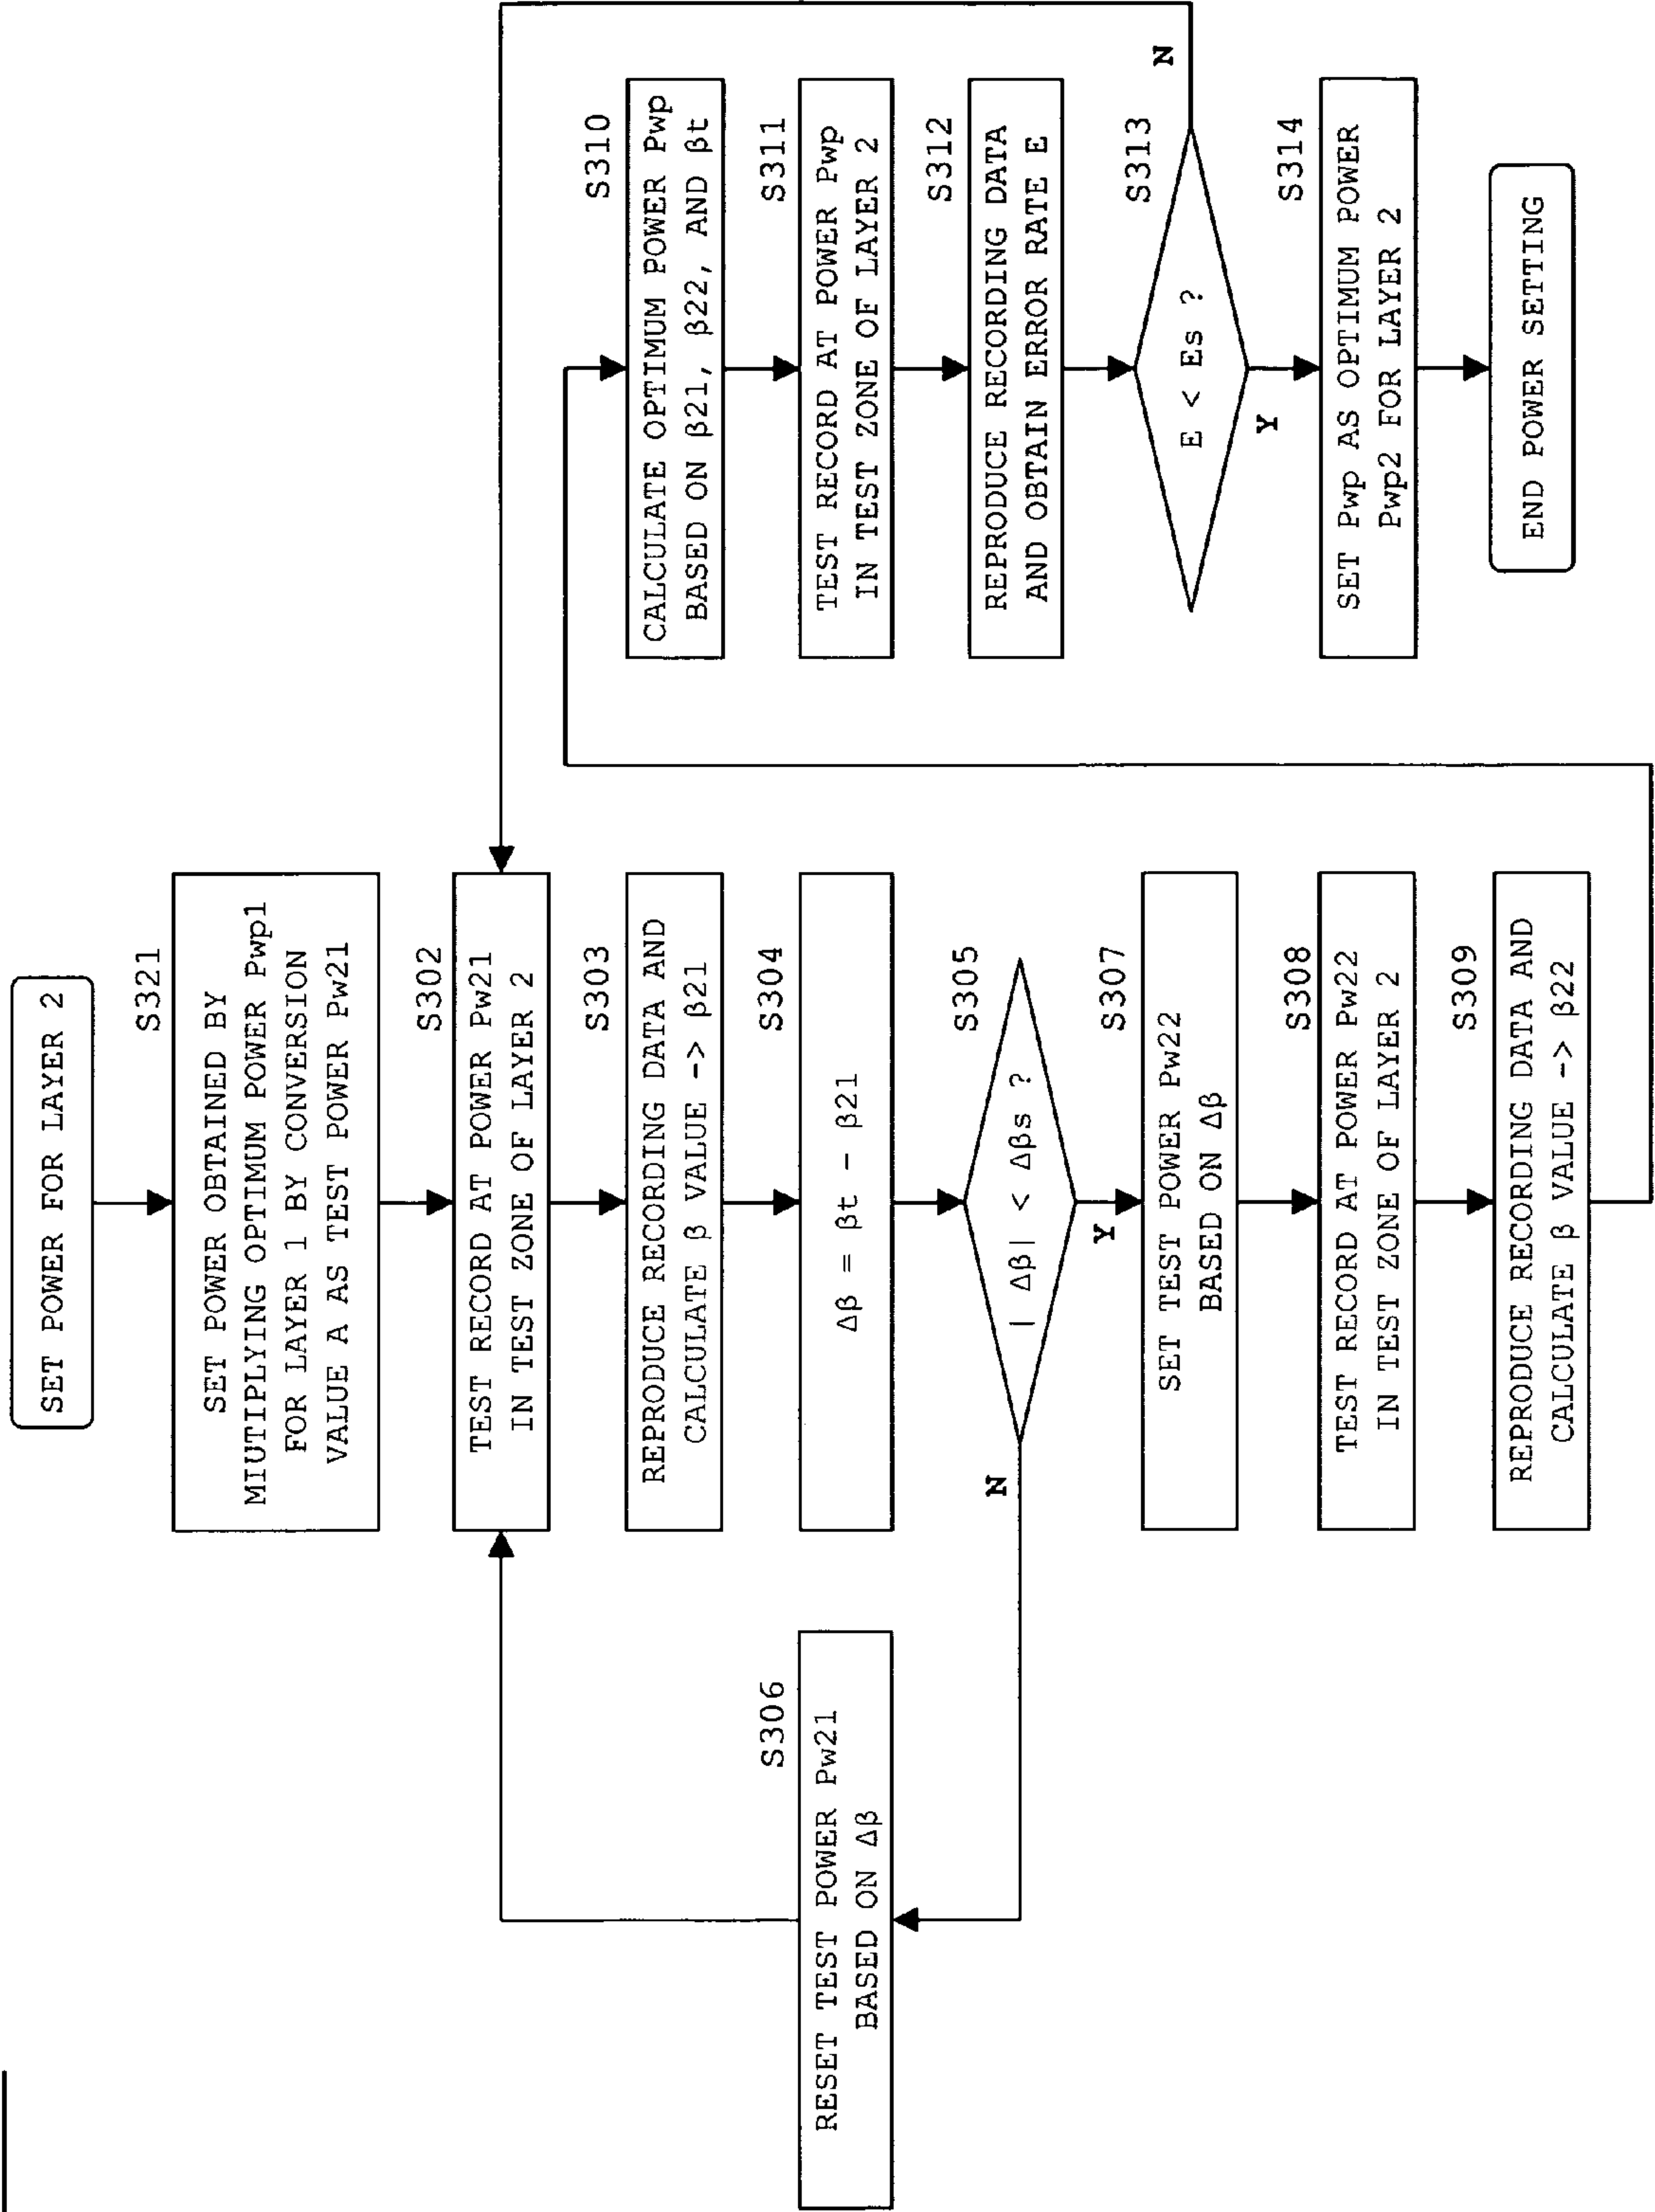 SET POWER FOR LAYER 2
S321
SET POWER OBTAINED BY
MIUTIPLYING OPTIMUM POWER Pwp1
FOR LAYER 1 BY CONVERSION
VALUE A AS TEST POWER Pw21
S302
TEST RECORD AT POWER Pw21
IN TEST ZONE OF LAYER 2
S303
REPRODUCE RECORDING DATA AND
CALCULATE β VALUE -> β21
S304
Δβ = βt - β21
S305
| Δβ| < Δβs ?
N
Y
S306
RESET TEST POWER Pw21
BASED ON Δβ
S307
SET TEST POWER Pw22
BASED ON Δβ
S308
TEST RECORD AT POWER Pw22
IN TEST ZONE OF LAYER 2
S309
REPRODUCE RECORDING DATA AND
CALCULATE β VALUE -> β22
S310
CALCULATE OPTIMUM POWER Pwp
BASED ON β21, β22, AND βt
S311
TEST RECORD AT POWER Pwp
IN TEST ZONE OF LAYER 2
S312
REPRODUCE RECORDING DATA
AND OBTAIN ERROR RATE E
S313
E < Es ?
N
Y
S314
SET Pwp AS OPTIMUM POWER
Pwp2 FOR LAYER 2
END POWER SETTING